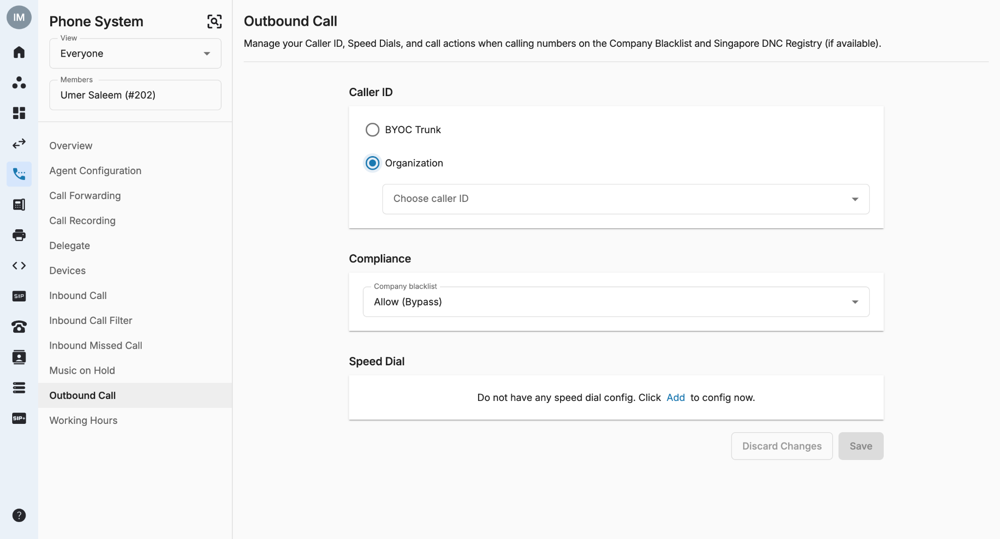 IM
Phone System
View
Everyone
Members
Umer Saleem (#202)
Overview
Agent Configuration
Call Forwarding
Call Recording
Delegate
Devices
Inbound Call
Inbound Call Filter
Inbound Missed Call
Music on Hold
Outbound Call
Working Hours
SIP
SIP+
?
Outbound Call
Manage your Caller ID, Speed Dials, and call actions when calling numbers on the Company Blacklist and Singapore DNC Registry (if available).
Caller ID
BYOC Trunk
Organization
Choose caller ID
Compliance
Company blacklist
Allow (Bypass)
Speed Dial
Do not have any speed dial config. Click Add to config now.
Discard Changes
Save